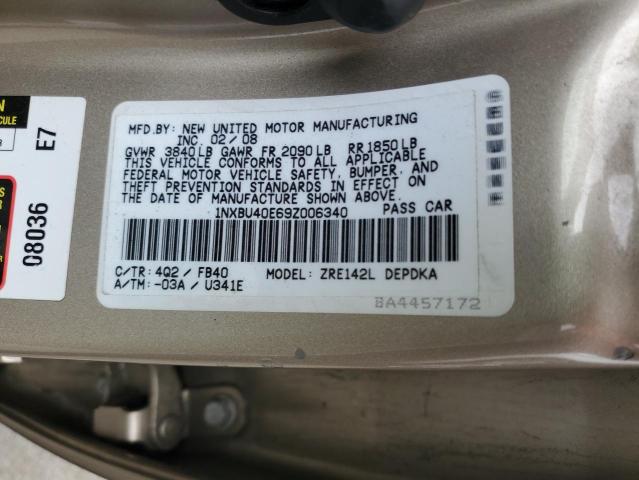 MFD.BY: NEW UNITED MOTOR MANUFACTURING
INC. 02/08
GVWR 3840LB GAWR FR 2090LB RR1850LB
THIS VEHICLE CONFORMS TO ALL APPLICABLE
FEDERAL MOTOR VEHICLE SAFETY, BUMPER, AND
THEFT PREVENTION STANDARDS IN EFFECT ON
THE DATE OF MANUFACTURE SHOWN ABOVE.
1NXBU40E69Z006340 PASS CAR
C/TR: 4Q2 / FB40 MODEL: ZRE142L DEPDKA
A/TM: -03A / U341E
BA4457172
08036 E7